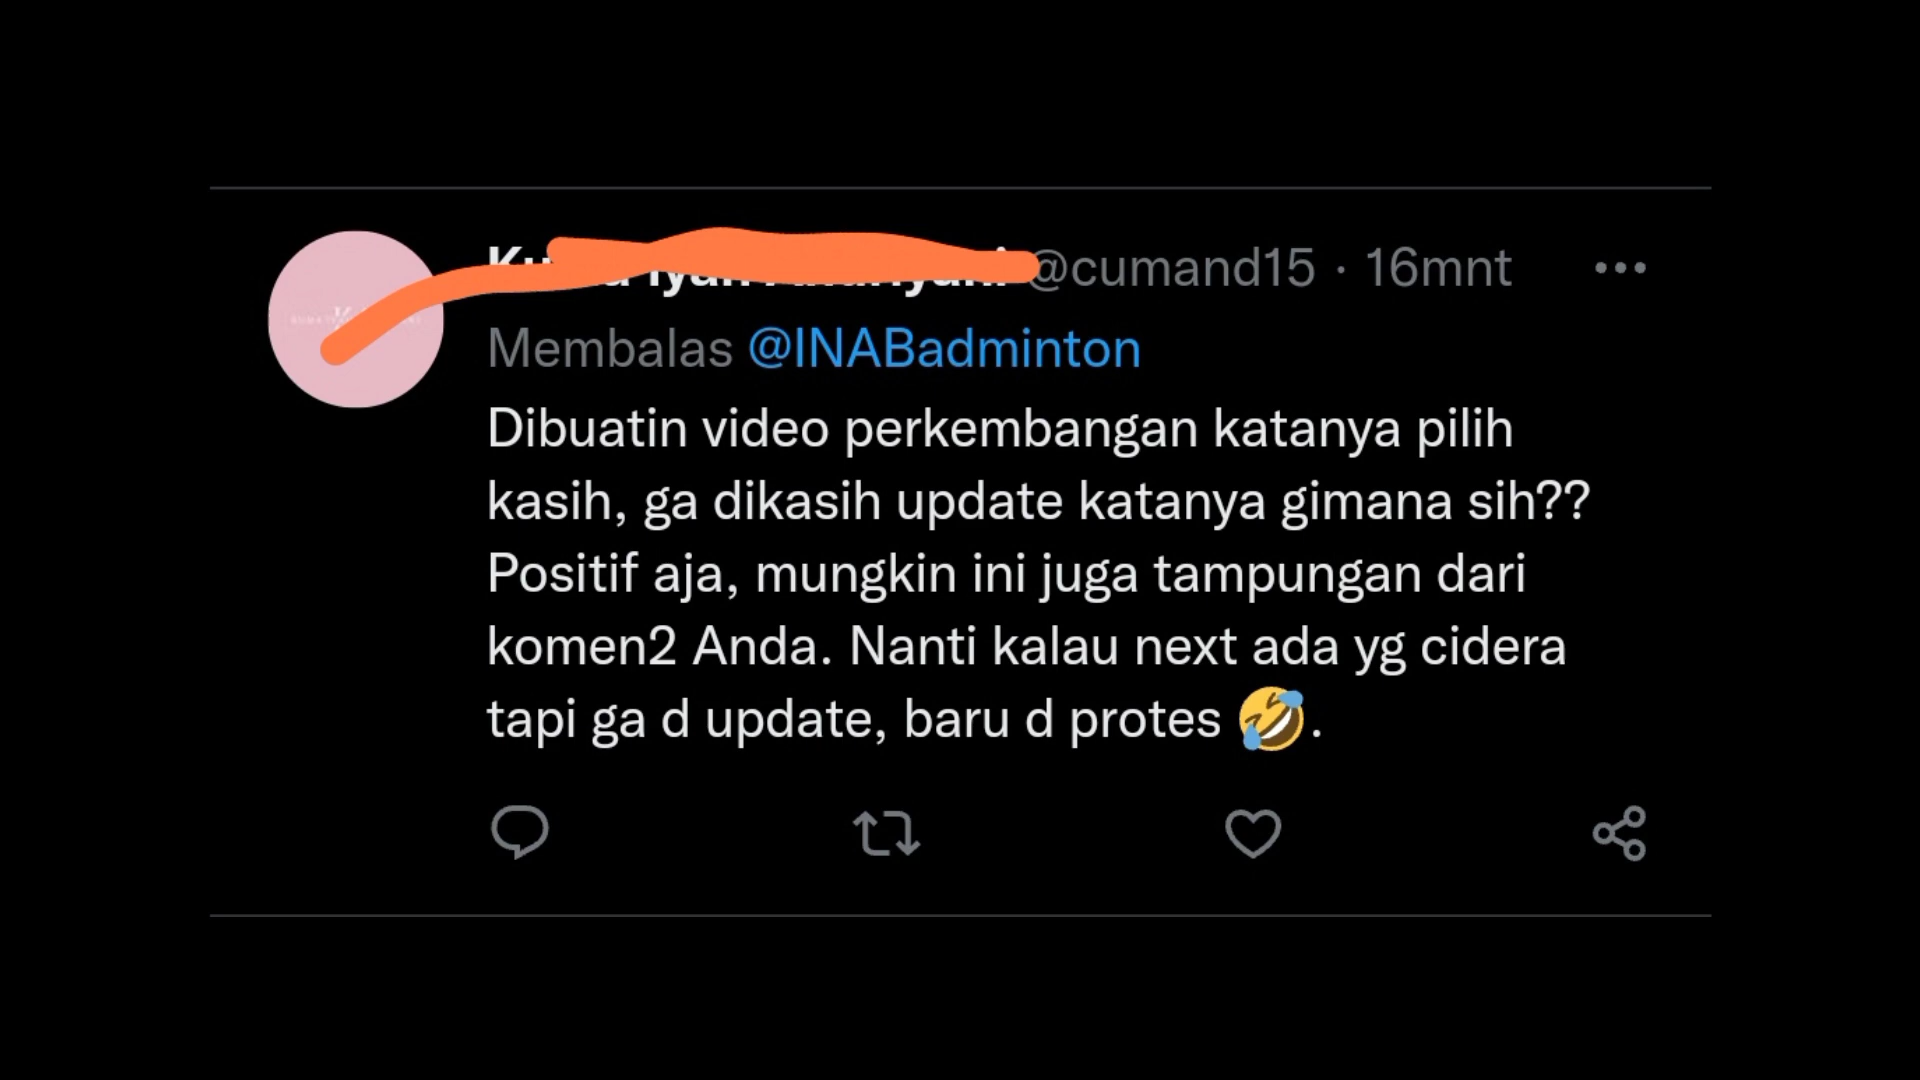 @cumand15 · 16mnt
Membalas @INABadminton
Dibuatin video perkembangan katanya pilih
kasih, ga dikasih update katanya gimana sih??
Positif aja, mungkin ini juga tampungan dari
komen2 Anda. Nanti kalau next ada yg cidera
tapi ga d update, baru d protes 🤣.